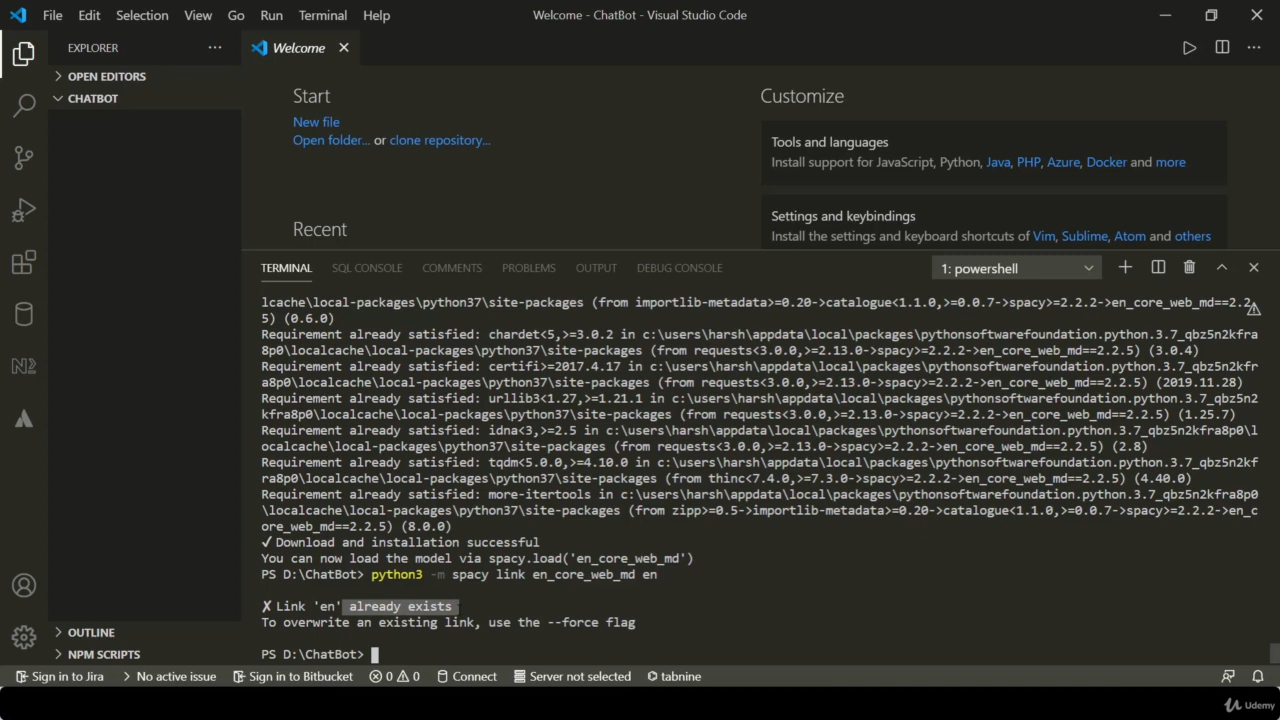 File Edit Selection View Go Run Terminal Help
Welcome - ChatBot - Visual Studio Code
EXPLORER
Welcome
OPEN EDITORS
CHATBOT
Start
New file
Open folder... or clone repository...
Recent
Customize
Tools and languages
Install support for JavaScript, Python, Java, PHP, Azure, Docker and more
Settings and keybindings
Install the settings and keyboard shortcuts of Vim, Sublime, Atom and others
TERMINAL SQL CONSOLE COMMENTS PROBLEMS OUTPUT DEBUG CONSOLE
1: powershell
lcache\local-packages\python37\site-packages (from importlib-metadata>=0.20->catalogue<1.1.0,>=0.0.7->spacy>=2.2.2->en_core_web_md==2.2.
5) (0.6.0)
Requirement already satisfied: chardet<5,>=3.0.2 in c:\users\harsh\appdata\local\packages\pythonsoftwarefoundation.python.3.7_qbz5n2kfra
8p0\localcache\local-packages\python37\site-packages (from requests<3.0.0,>=2.13.0->spacy>=2.2.2->en_core_web_md==2.2.5) (3.0.4)
Requirement already satisfied: certifi>=2017.4.17 in c:\users\harsh\appdata\local\packages\pythonsoftwarefoundation.python.3.7_qbz5n2kfr
a8p0\localcache\local-packages\python37\site-packages (from requests<3.0.0,>=2.13.0->spacy>=2.2.2->en_core_web_md==2.2.5) (2019.11.28)
Requirement already satisfied: urllib3<1.27,>=1.21.1 in c:\users\harsh\appdata\local\packages\pythonsoftwarefoundation.python.3.7_qbz5n2
kfra8p0\localcache\local-packages\python37\site-packages (from requests<3.0.0,>=2.13.0->spacy>=2.2.2->en_core_web_md==2.2.5) (1.25.7)
Requirement already satisfied: idna<3,>=2.5 in c:\users\harsh\appdata\local\packages\pythonsoftwarefoundation.python.3.7_qbz5n2kfra8p0\l
ocalcache\local-packages\python37\site-packages (from requests<3.0.0,>=2.13.0->spacy>=2.2.2->en_core_web_md==2.2.5) (2.8)
Requirement already satisfied: tqdm<5.0.0,>=4.10.0 in c:\users\harsh\appdata\local\packages\pythonsoftwarefoundation.python.3.7_qbz5n2kf
ra8p0\localcache\local-packages\python37\site-packages (from thinc<7.4.0,>=7.3.0->spacy>=2.2.2->en_core_web_md==2.2.5) (4.40.0)
Requirement already satisfied: more-itertools in c:\users\harsh\appdata\local\packages\pythonsoftwarefoundation.python.3.7_qbz5n2kfra8p0
\localcache\local-packages\python37\site-packages (from zipp>=0.5->importlib-metadata>=0.20->catalogue<1.1.0,>=0.0.7->spacy>=2.2.2->en_c
ore_web_md==2.2.5) (8.0.0)
✔ Download and installation successful
You can now load the model via spacy.load('en_core_web_md')
PS D:\ChatBot> python3 -m spacy link en_core_web_md en
✗ Link 'en' already exists
To overwrite an existing link, use the --force flag
PS D:\ChatBot>
OUTLINE
NPM SCRIPTS
Sign in to Jira No active issue Sign in to Bitbucket 0 0 Connect Server not selected tabnine
Udemy